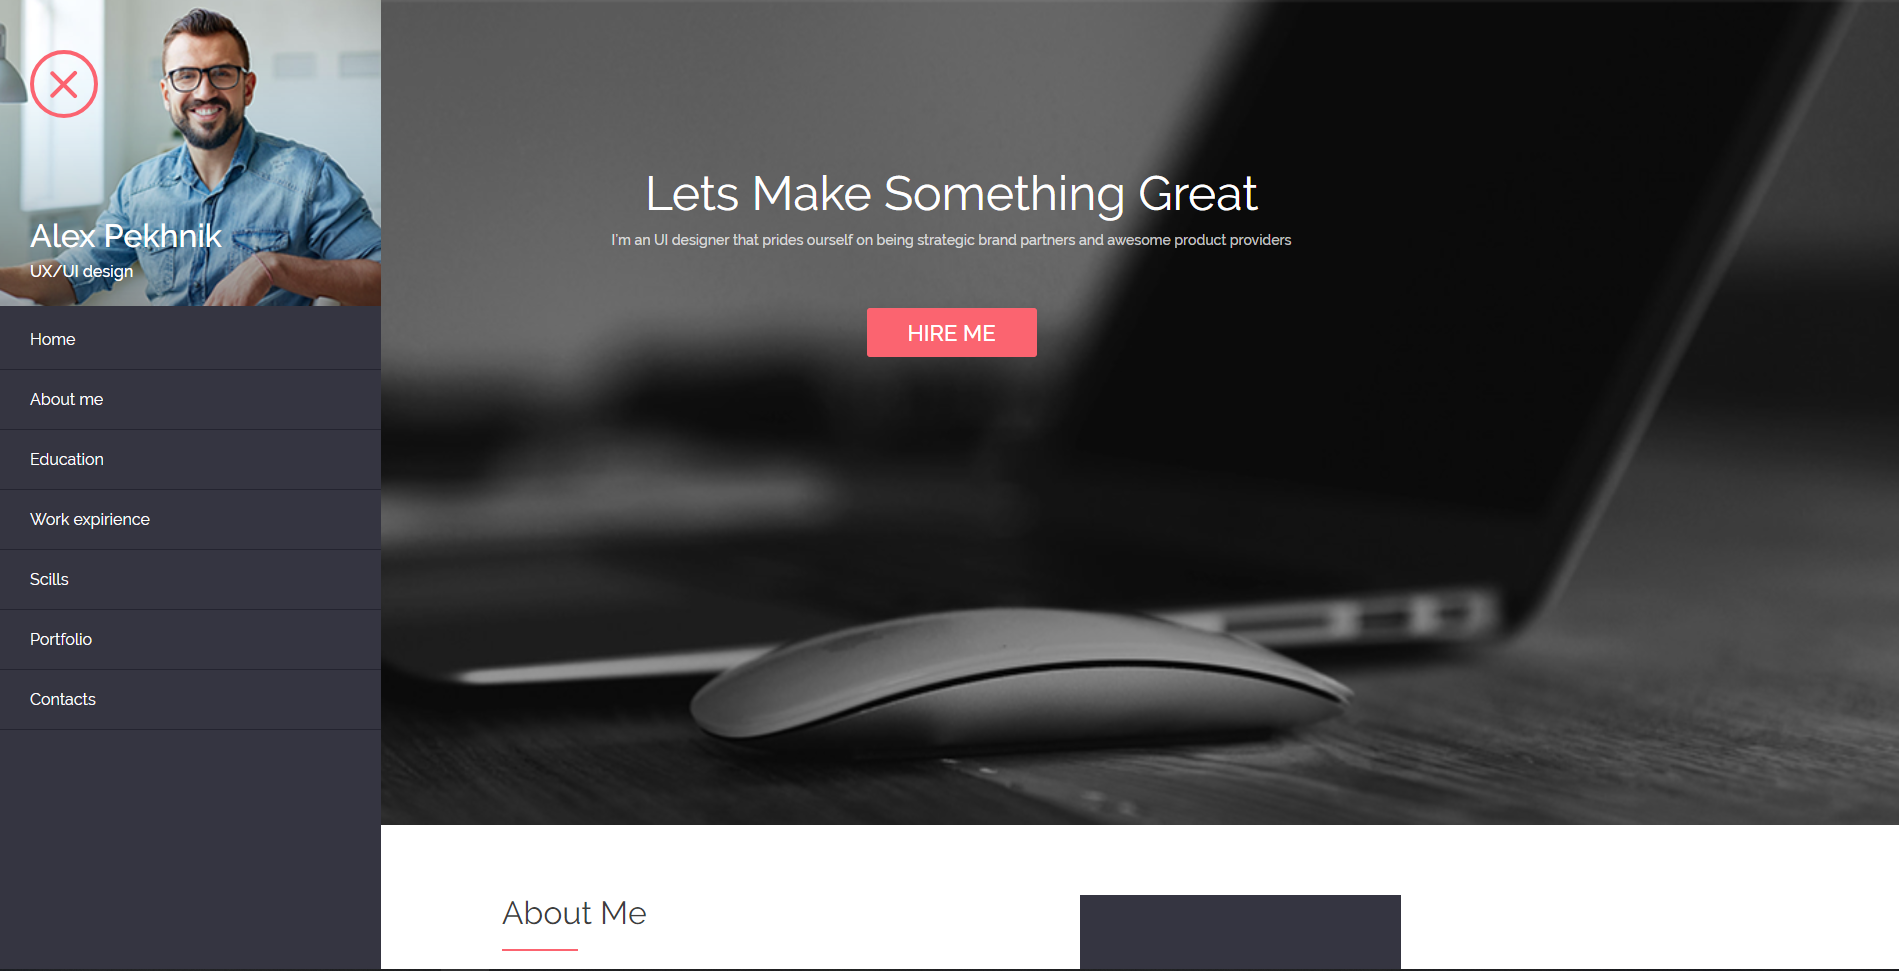 Alex Pekhnik
UX/UI design
Home
About me
Education
Work expirience
Scills
Portfolio
Contacts
Lets Make Something Great
I'm an UI designer that prides ourself on being strategic brand partners and awesome product providers
HIRE ME
About Me